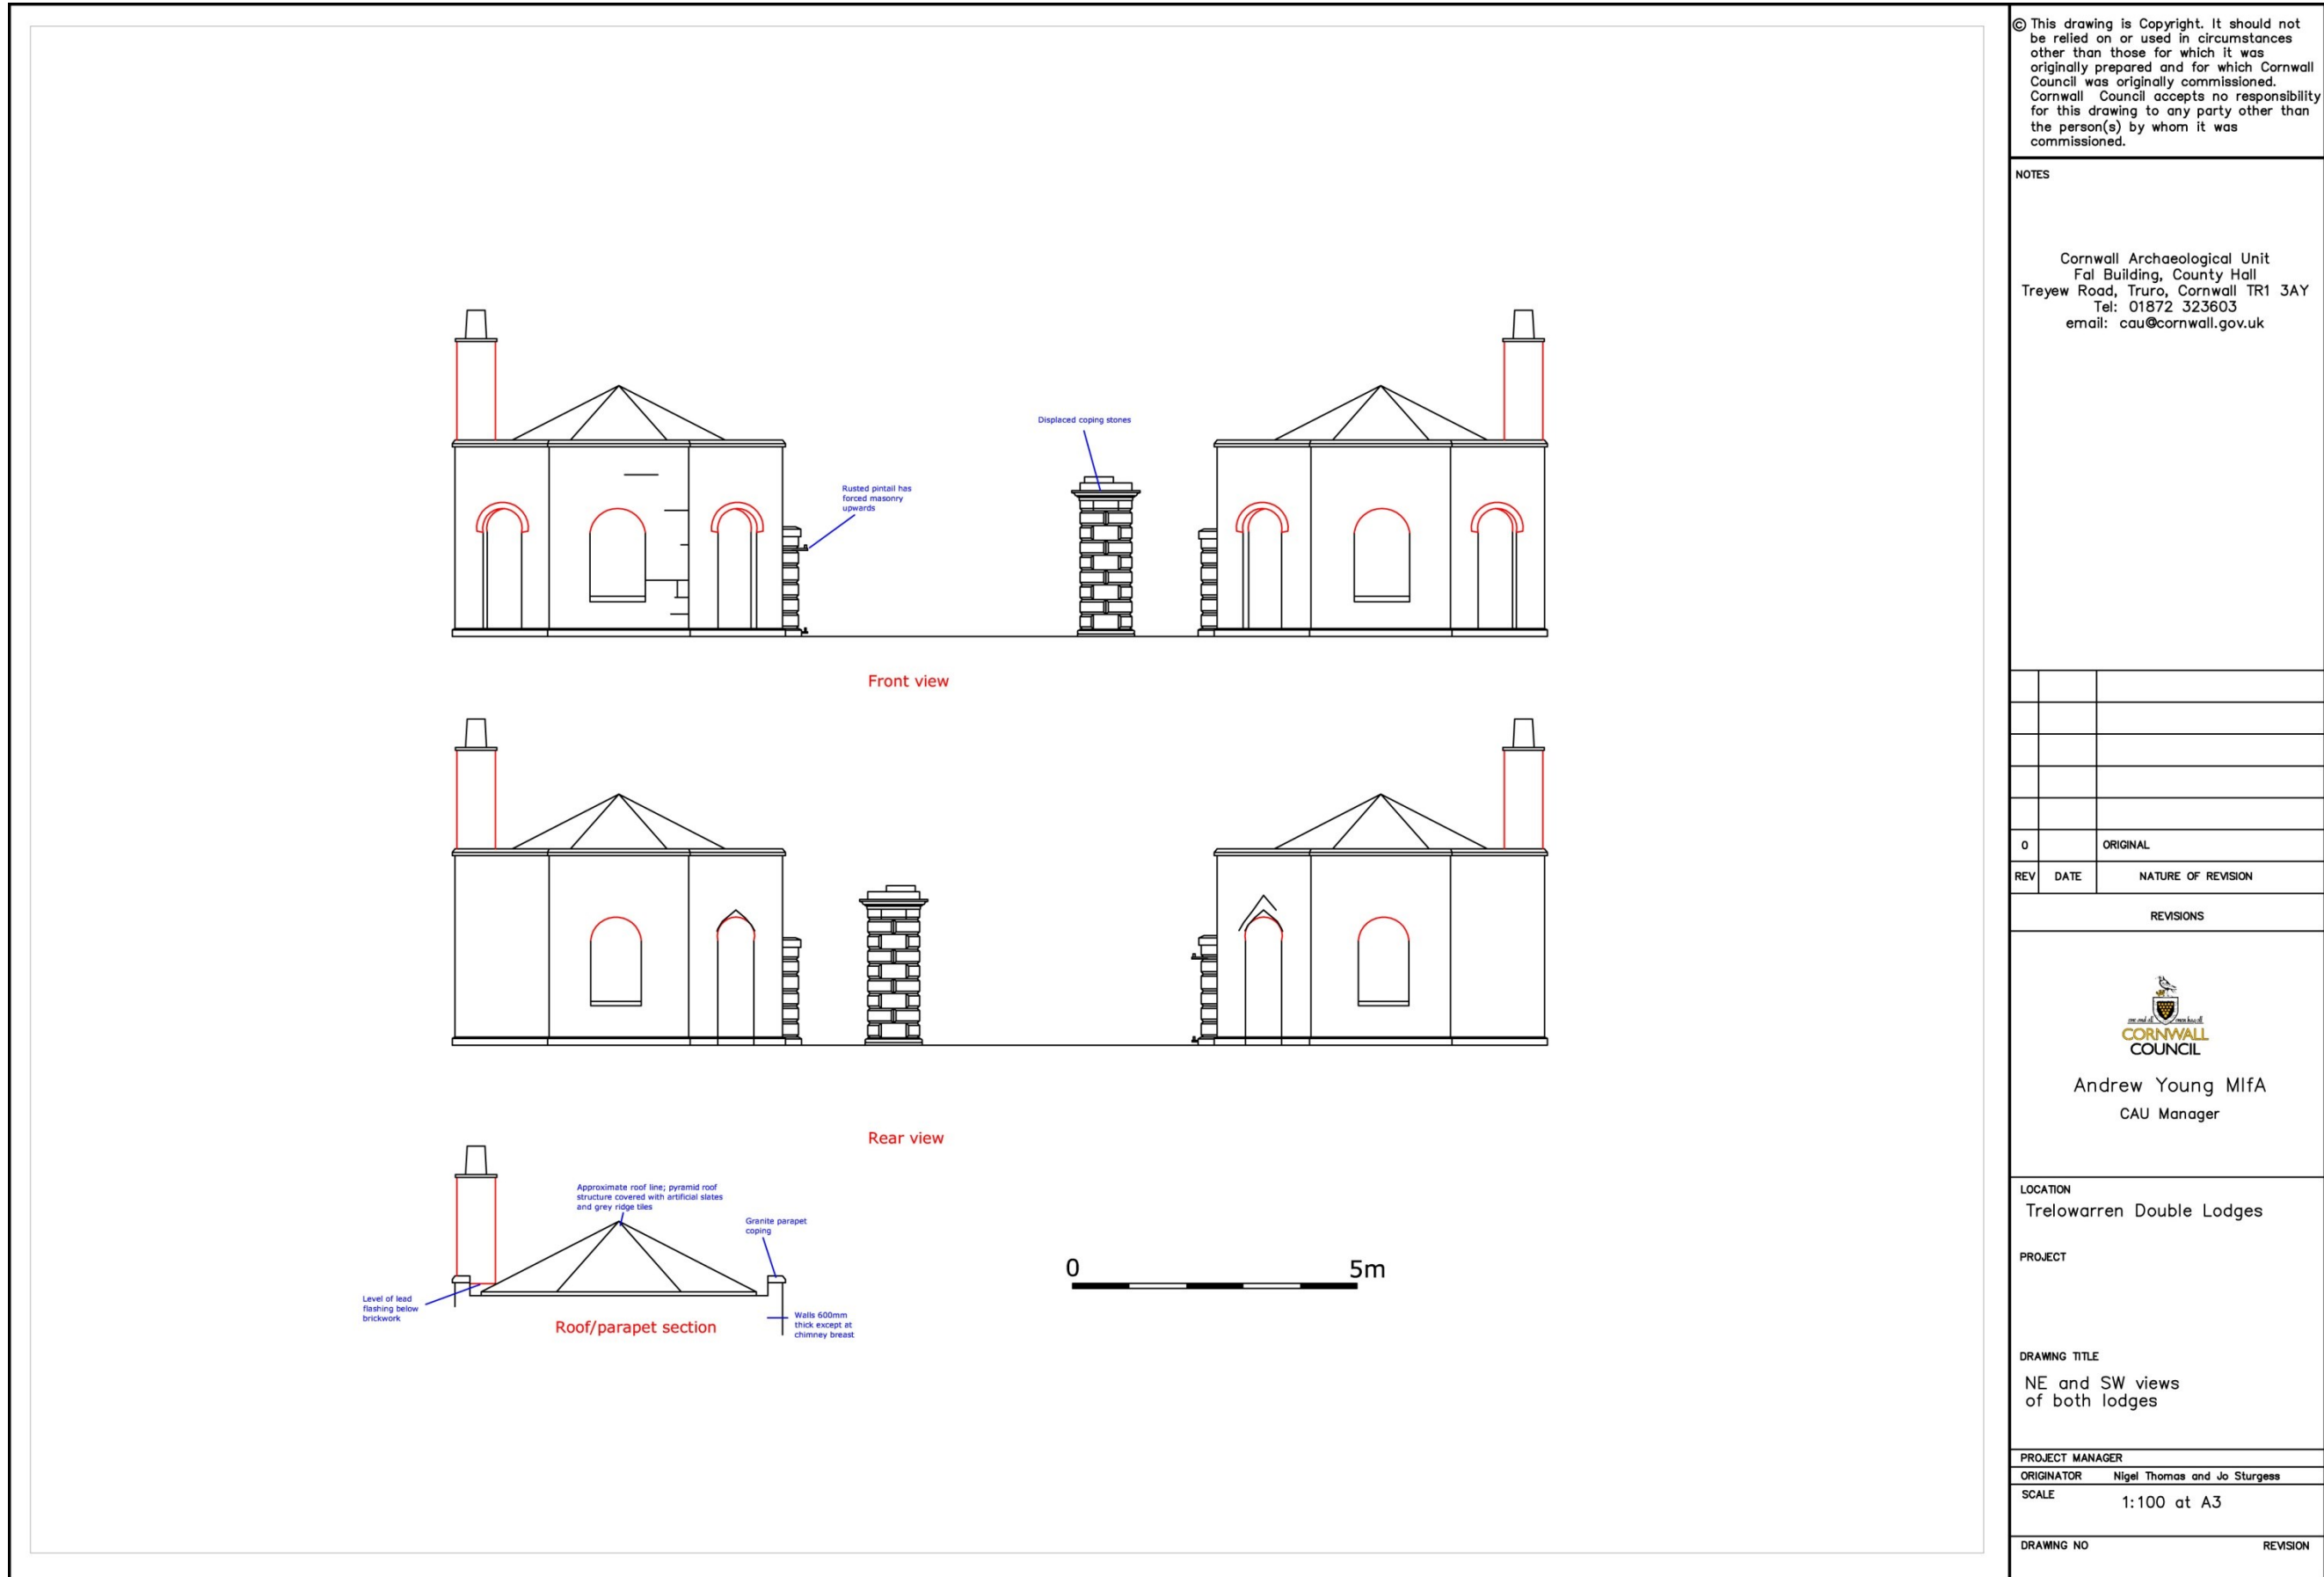 Displaced coping stones
Rusted pintail has
forced masonry
upwards
Front view
Rear view
Approximate roof line; pyramid roof
structure covered with artificial slates
and grey ridge tiles
Granite parapet
coping
Level of lead
flashing below
brickwork
Walls 600mm
thick except at
chimney breast
Roof/parapet section
0 5m
© This drawing is Copyright. It should not
be relied on or used in circumstances
other than those for which it was
originally prepared and for which Cornwall
Council was originally commissioned.
Cornwall Council accepts no responsibility
for this drawing to any party other than
the person(s) by whom it was
commissioned.
NOTES
Cornwall Archaeological Unit
Fal Building, County Hall
Treyew Road, Truro, Cornwall TR1 3AY
Tel: 01872 323603
email: cau@cornwall.gov.uk
0 ORIGINAL
REV DATE NATURE OF REVISION
REVISIONS
one and all
CORNWALL
COUNCIL
Andrew Young MIfA
CAU Manager
LOCATION
Trelowarren Double Lodges
PROJECT
DRAWING TITLE
NE and SW views
of both lodges
PROJECT MANAGER
ORIGINATOR Nigel Thomas and Jo Sturgess
SCALE
1:100 at A3
DRAWING NO REVISION